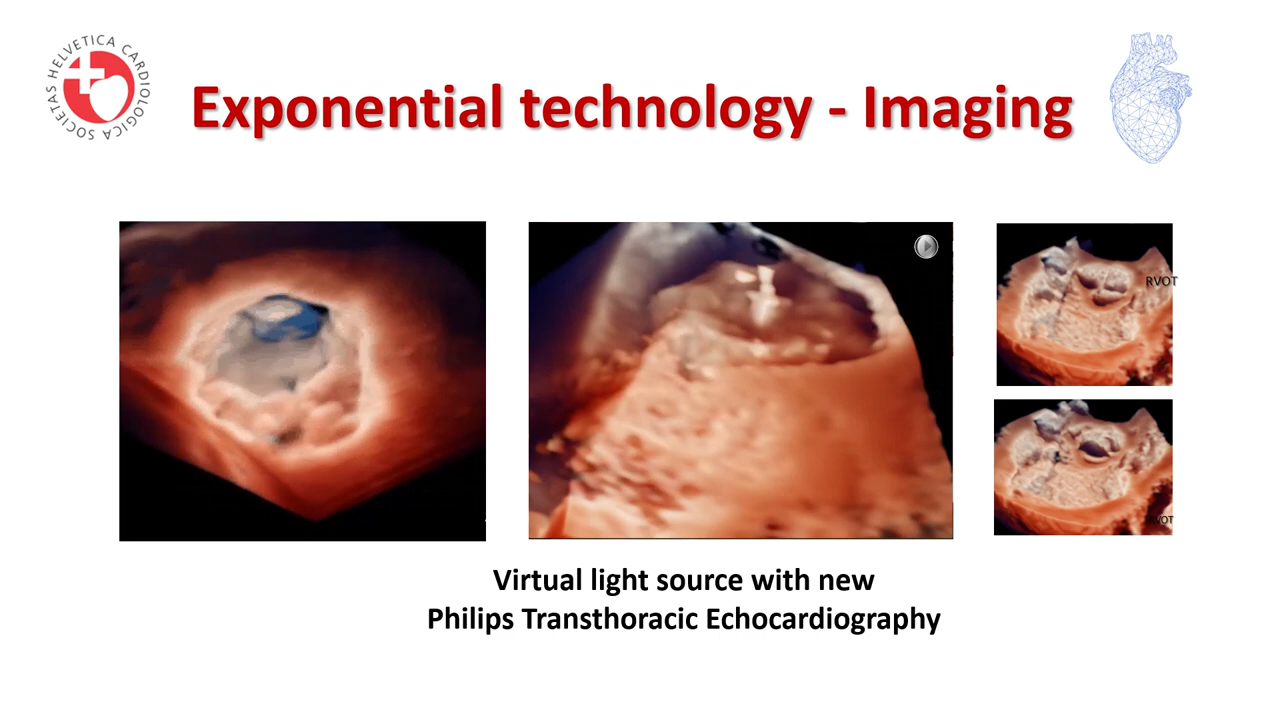 SOCIETAS HELVETICA CARDIOLOGICA
Exponential technology - Imaging
RVOT
RVOT
Virtual light source with new
Philips Transthoracic Echocardiography